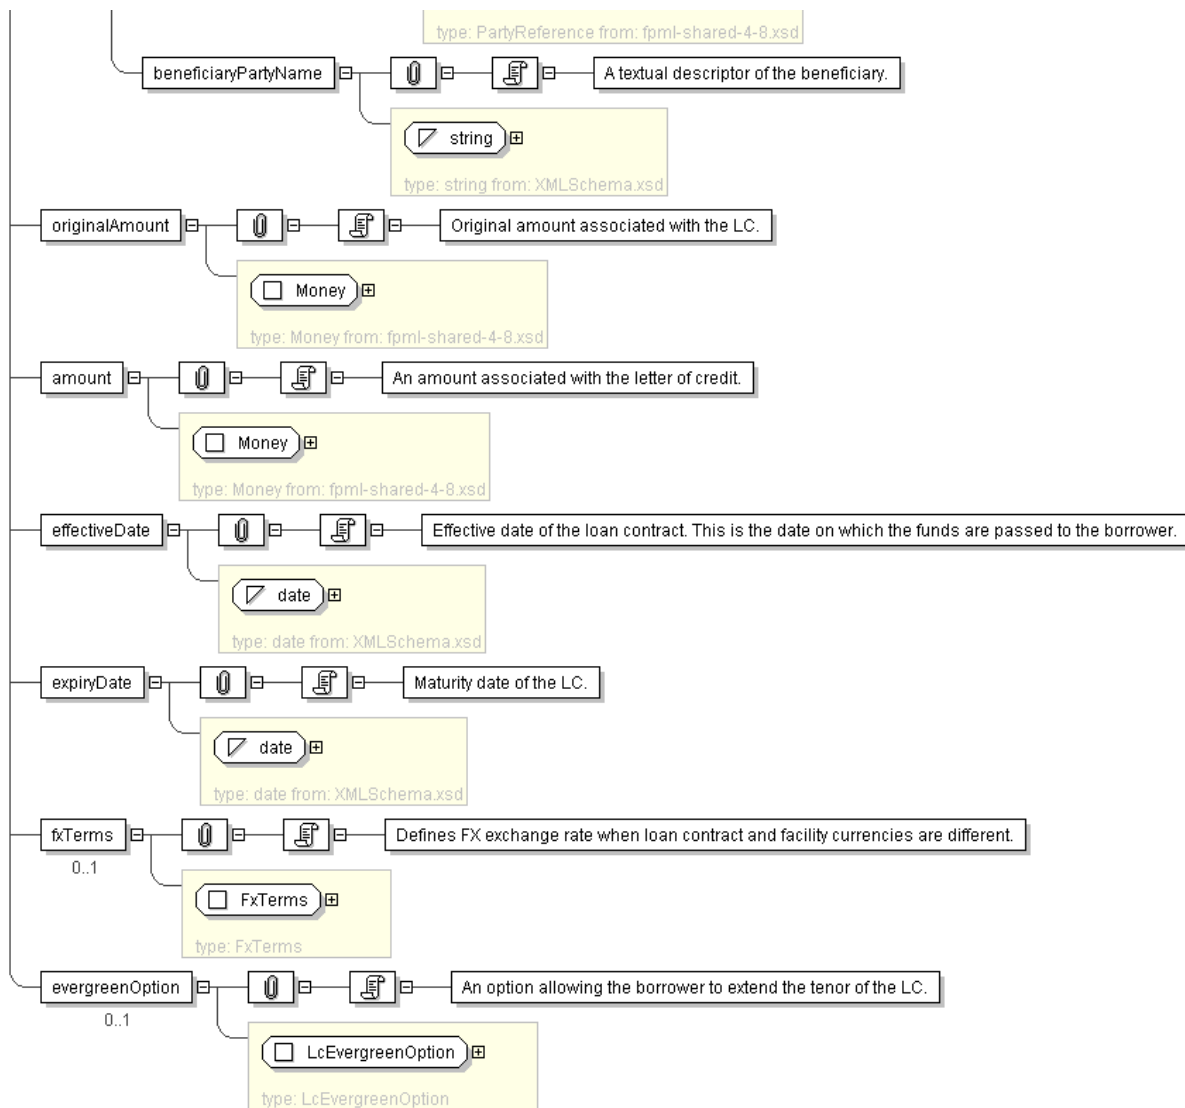 type: PartyReference from: fpml-shared-4-8.xsd
beneficiaryPartyName
A textual descriptor of the beneficiary.
string
type: string from: XMLSchema.xsd
originalAmount
Original amount associated with the LC.
Money
type: Money from: fpml-shared-4-8.xsd
amount
An amount associated with the letter of credit.
Money
type: Money from: fpml-shared-4-8.xsd
effectiveDate
Effective date of the loan contract. This is the date on which the funds are passed to the borrower.
date
type: date from: XMLSchema.xsd
expiryDate
Maturity date of the LC.
date
type: date from: XMLSchema.xsd
fxTerms
Defines FX exchange rate when loan contract and facility currencies are different.
0..1
FxTerms
type: FxTerms
evergreenOption
An option allowing the borrower to extend the tenor of the LC.
0..1
LcEvergreenOption
type: LcEvergreenOption